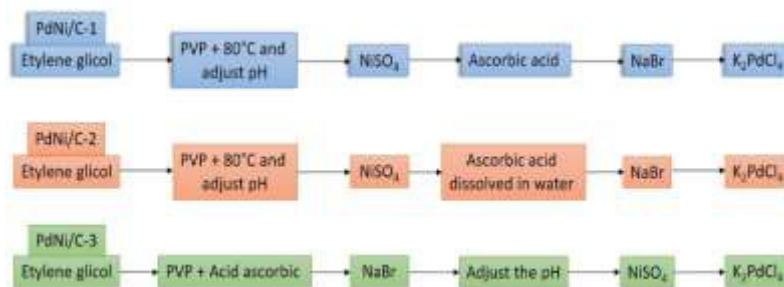 PdNi/C-1
Etylene glicol
PVP + 80°C and
adjust pH
NiSO₄
Ascorbic acid
NaBr
K₂PdCl₄
PdNi/C-2
Etylene glicol
PVP + 80°C and
adjust pH
NiSO₄
Ascorbic acid
dissolved in water
NaBr
K₂PdCl₄
PdNi/C-3
Etylene glicol
PVP + Acid ascorbic
NaBr
Adjust the pH
NiSO₄
K₂PdCl₄